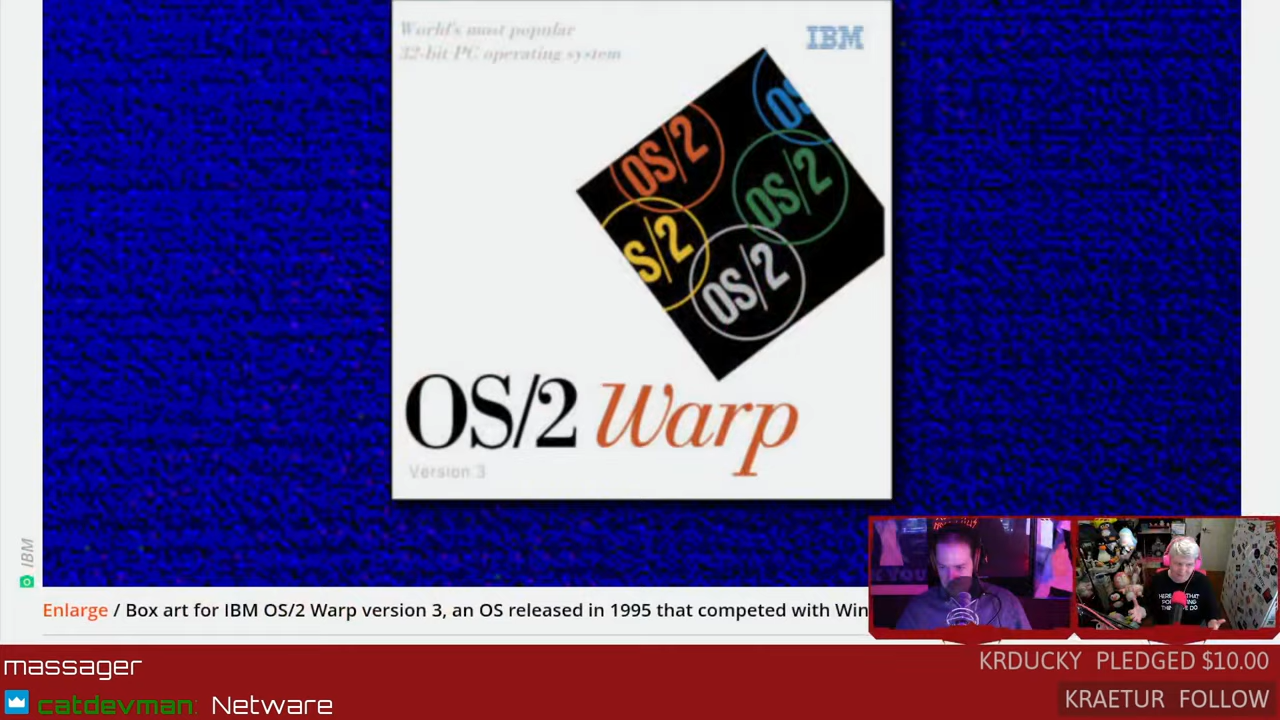 World's most popular
32-bit PC operating system
IBM
OS/2
OS
OS/2
S/2
OS/2
OS/2 Warp
Version 3
IBM
Enlarge / Box art for IBM OS/2 Warp version 3, an OS released in 1995 that competed with Win
massager
catdevman: Netware
KRDUCKY PLEDGED $10.00
KRAETUR FOLLOW